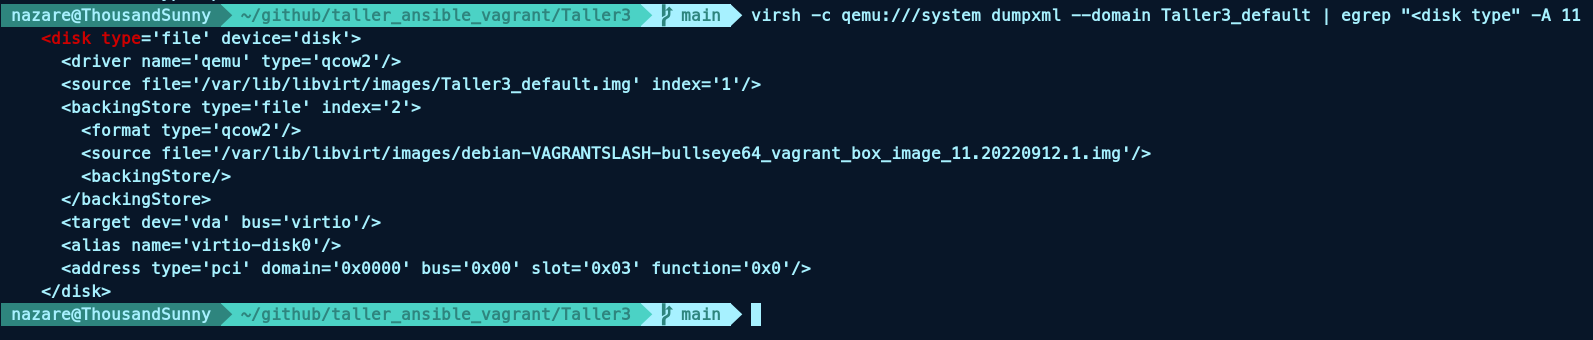 nazare@ThousandSunny ~/github/taller_ansible_vagrant/Taller3 main virsh -c qemu:///system dumpxml --domain Taller3_default | egrep "<disk type" -A 11
    <disk type='file' device='disk'>
      <driver name='qemu' type='qcow2'/>
      <source file='/var/lib/libvirt/images/Taller3_default.img' index='1'/>
      <backingStore type='file' index='2'>
        <format type='qcow2'/>
        <source file='/var/lib/libvirt/images/debian-VAGRANTSLASH-bullseye64_vagrant_box_image_11.20220912.1.img'/>
        <backingStore/>
      </backingStore>
      <target dev='vda' bus='virtio'/>
      <alias name='virtio-disk0'/>
      <address type='pci' domain='0x0000' bus='0x00' slot='0x03' function='0x0'/>
    </disk>
nazare@ThousandSunny ~/github/taller_ansible_vagrant/Taller3 main